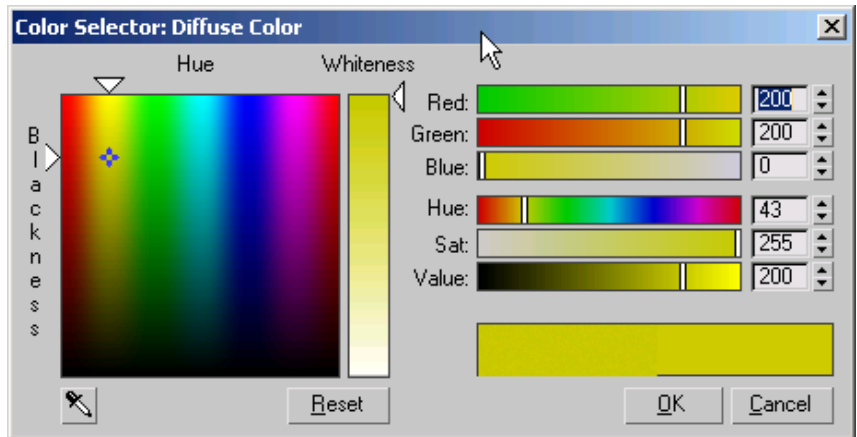 Color Selector: Diffuse Color
Hue Whiteness
Blackness
Red: 200
Green: 200
Blue: 0
Hue: 43
Sat: 255
Value: 200
Reset OK Cancel